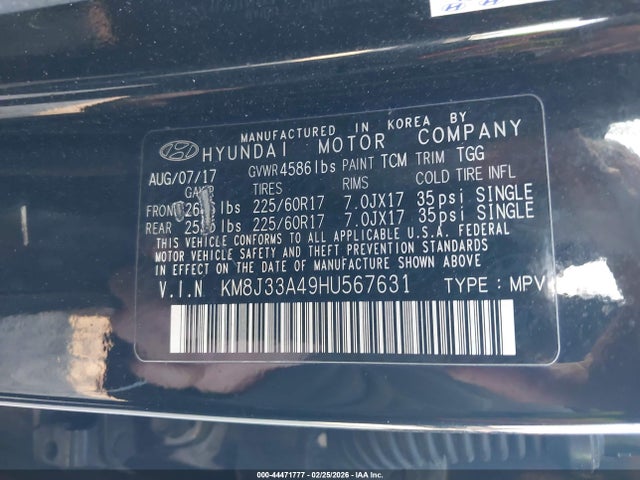 MANUFACTURED IN KOREA BY
HYUNDAI MOTOR COMPANY
AUG/07/17 GVWR 4586lbs PAINT TCM TRIM TGG
TIRES RIMS COLD TIRE INFL
FRONT lbs 225/60R17 7.0JX17 35psi SINGLE
REAR lbs 225/60R17 7.0JX17 35psi SINGLE
THIS VEHICLE CONFORMS TO ALL APPLICABLE U.S.A. FEDERAL
MOTOR VEHICLE SAFETY AND THEFT PREVENTION STANDARDS
IN EFFECT ON THE DATE OF MANUFACTURE SHOWN ABOVE.
V.I.N KM8J33A49HU567631 TYPE : MPV
000-44471777 - 02/25/2026 - IAA Inc.